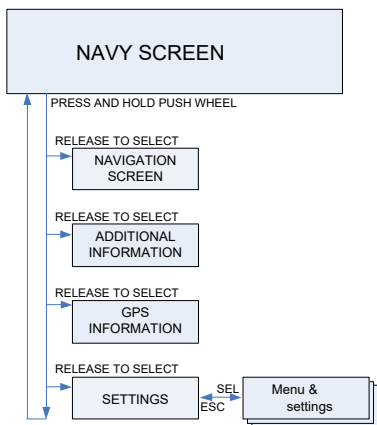 NAVY SCREEN
PRESS AND HOLD PUSH WHEEL
RELEASE TO SELECT
NAVIGATION
SCREEN
RELEASE TO SELECT
ADDITIONAL
INFORMATION
RELEASE TO SELECT
GPS
INFORMATION
RELEASE TO SELECT
SETTINGS
SEL
ESC
Menu &
settings